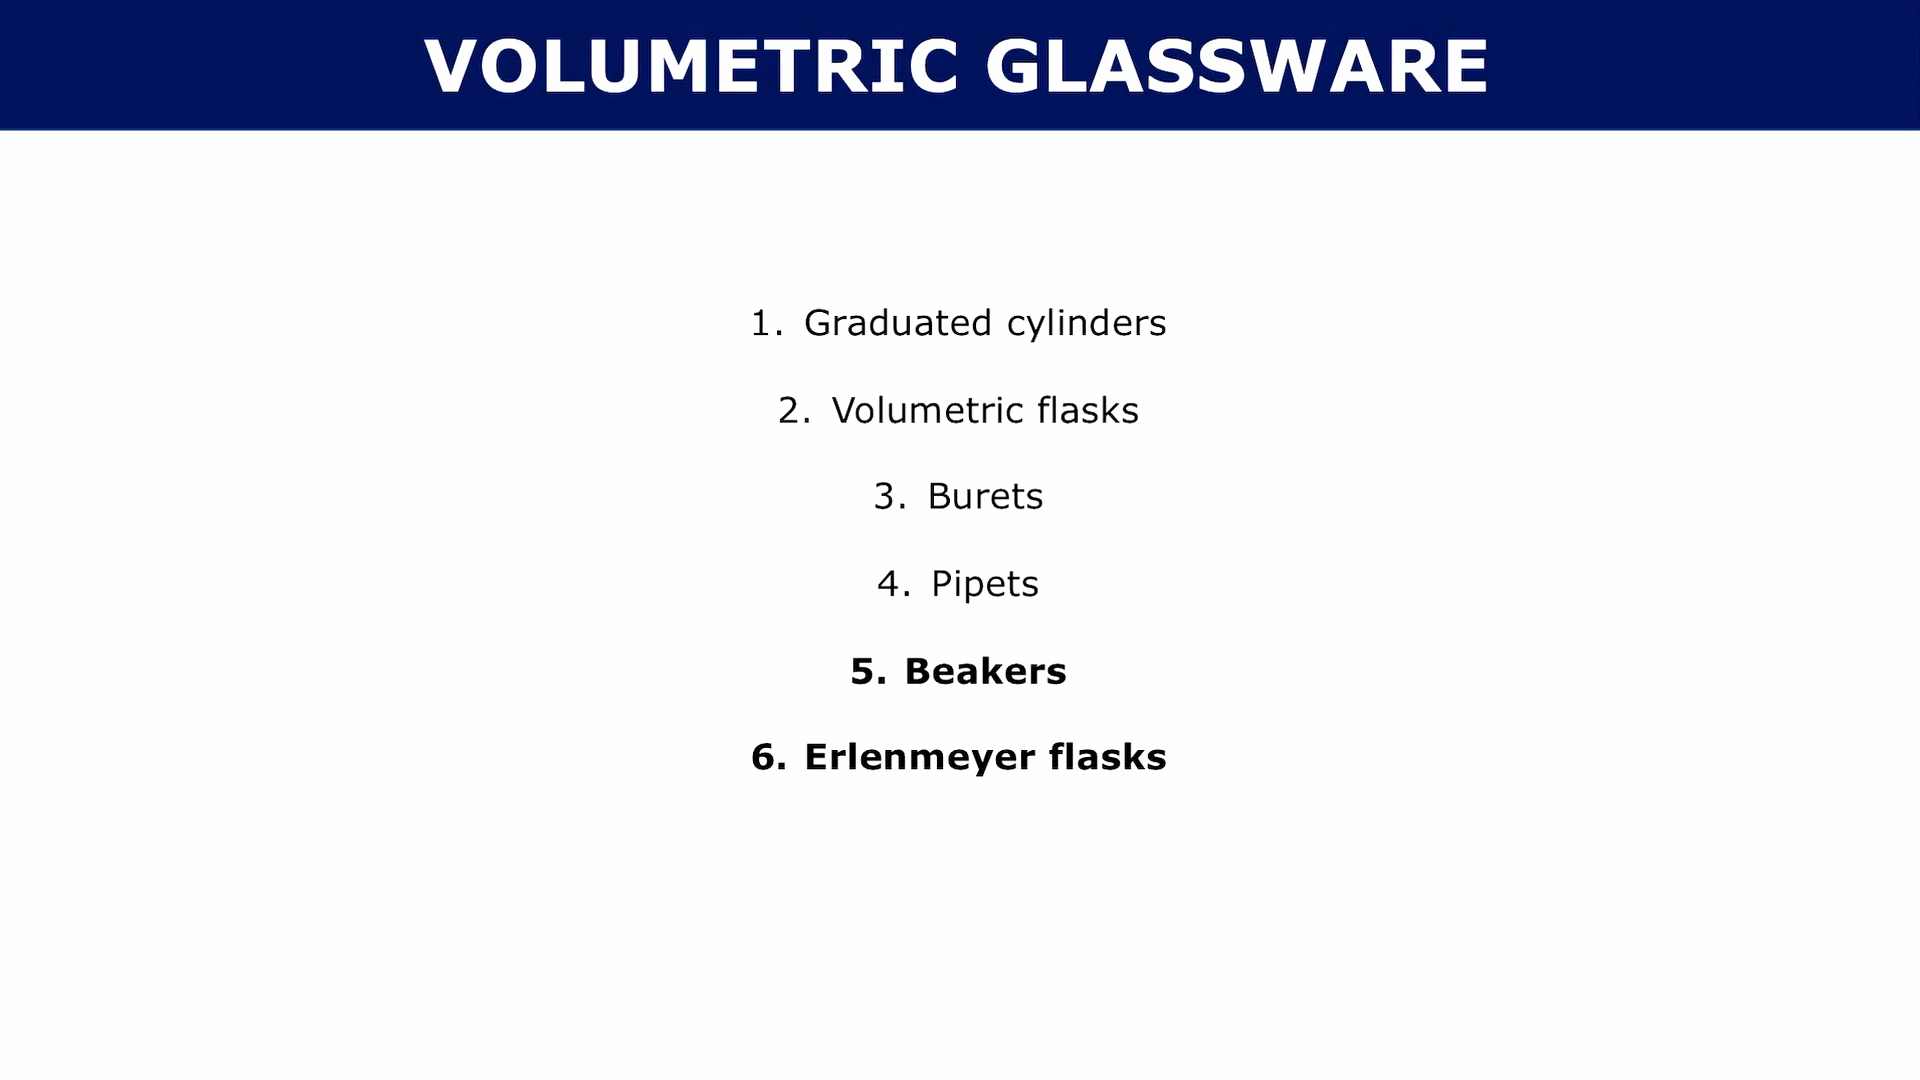 VOLUMETRIC GLASSWARE
1. Graduated cylinders
2. Volumetric flasks
3. Burets
4. Pipets
5. Beakers
6. Erlenmeyer flasks